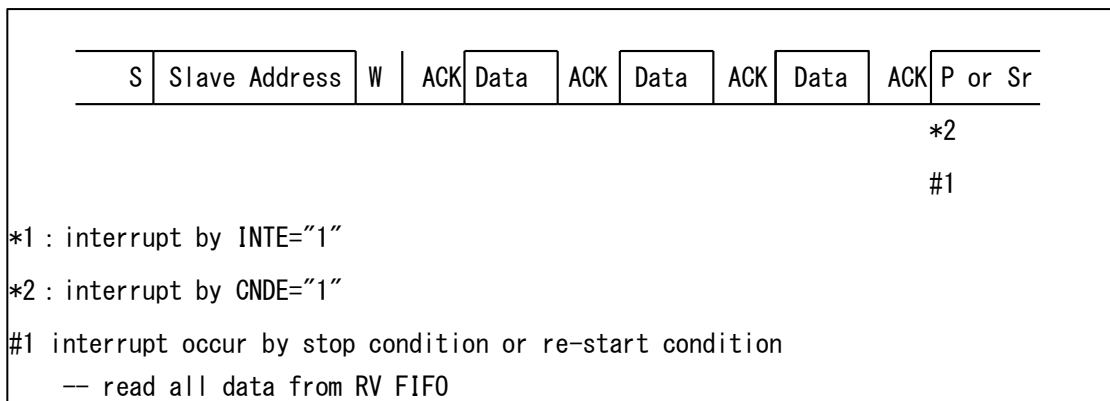 S Slave Address W ACK Data ACK Data ACK Data ACK P or Sr
*2
#1
*1 : interrupt by INTE="1"
*2 : interrupt by CNDE="1"
#1 interrupt occur by stop condition or re-start condition
-- read all data from RV FIFO